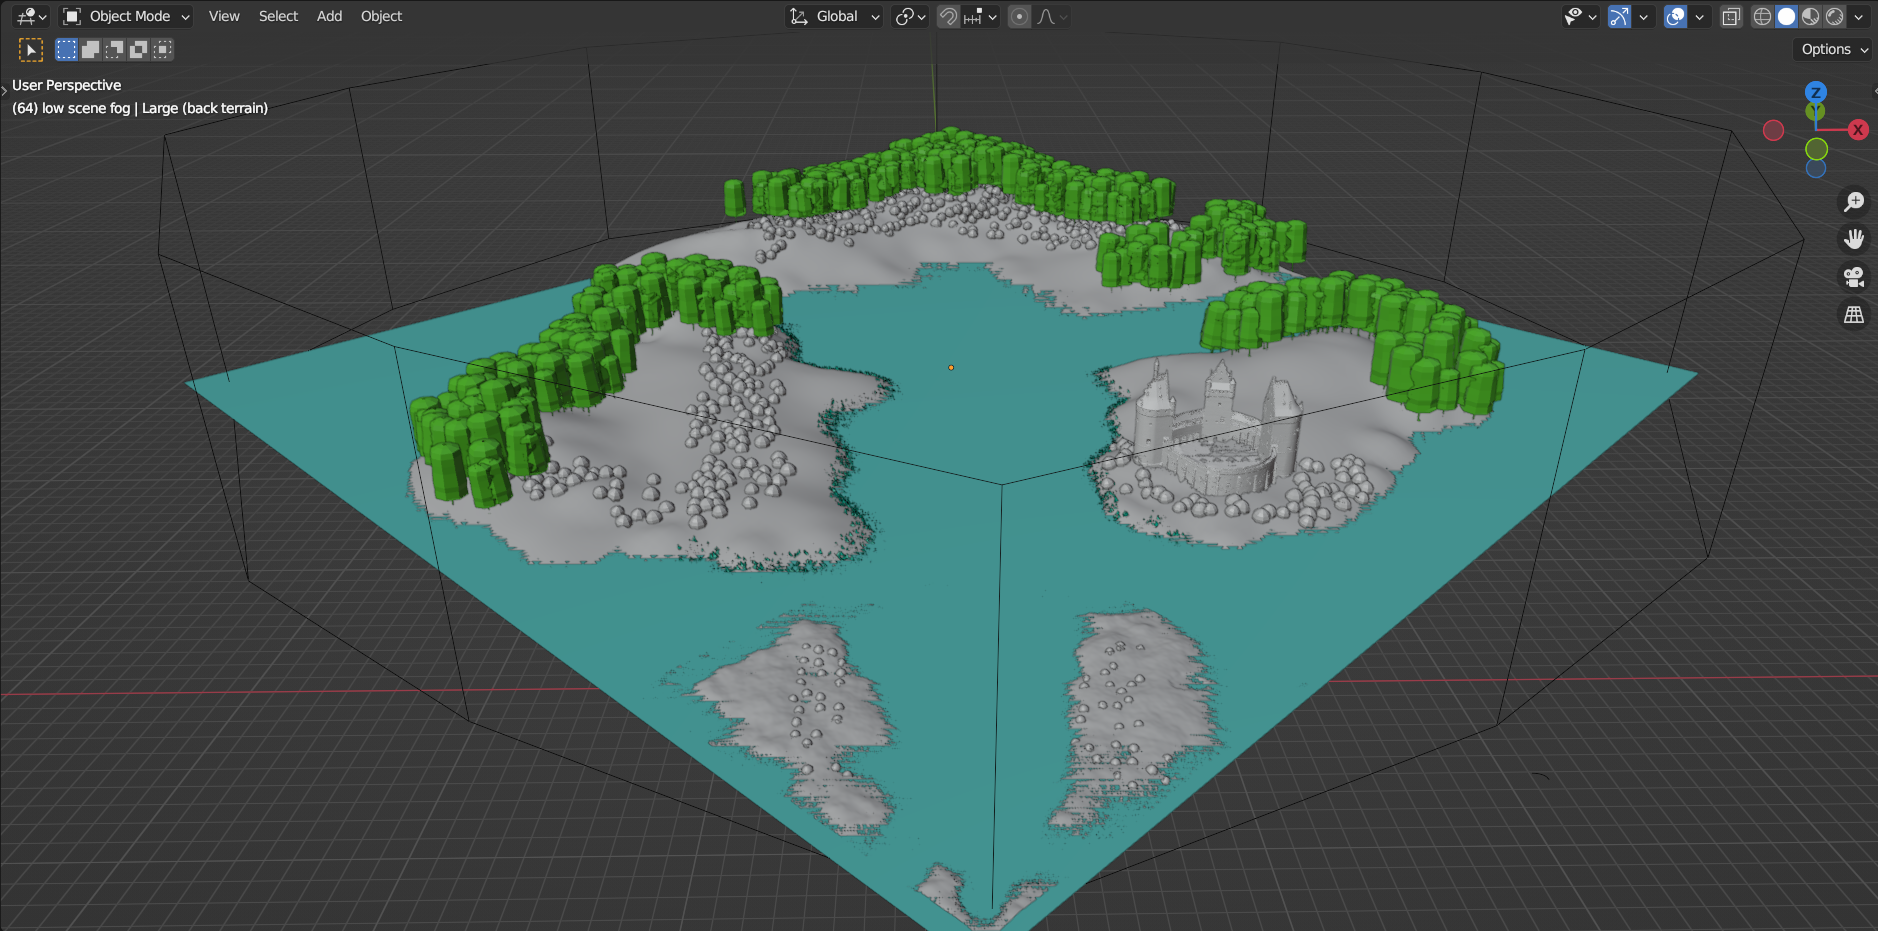 Object Mode View Select Add Object Global
Options
User Perspective
(64) low scene fog | Large (back terrain)
Z
Y
X